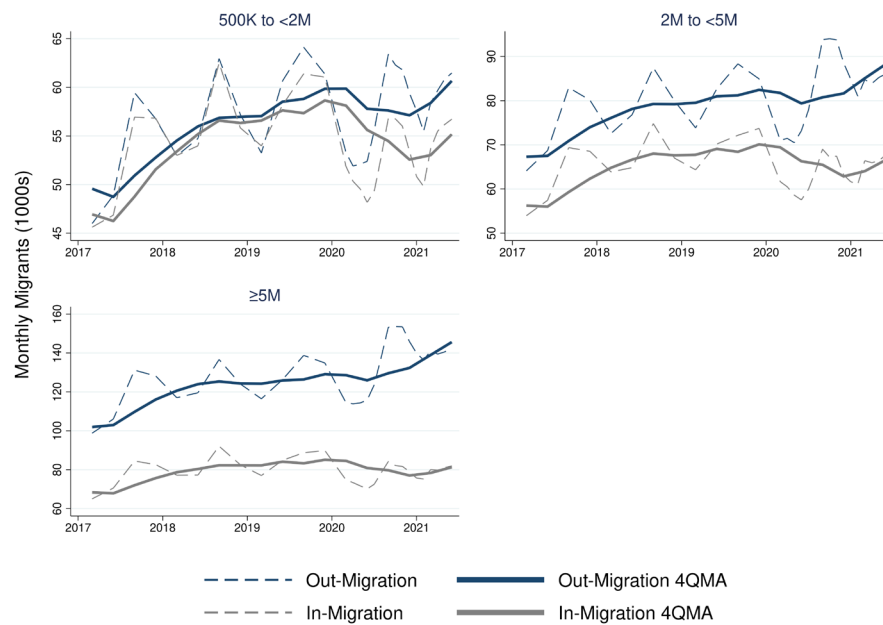 500K to <2M
65
60
55
50
45
2017 2018 2019 2020 2021
2M to <5M
90
80
70
60
50
2017 2018 2019 2020 2021
Monthly Migrants (1000s)
≥5M
160
140
120
100
80
60
2017 2018 2019 2020 2021
Out-Migration Out-Migration 4QMA
In-Migration In-Migration 4QMA